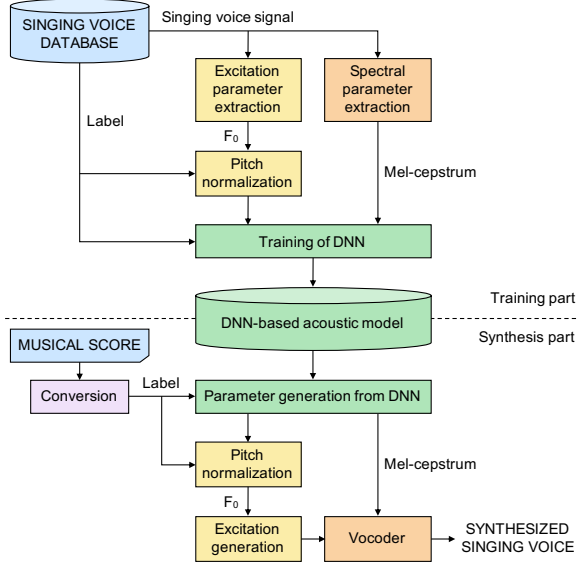 Singing voice signal
SINGING VOICE
DATABASE
Excitation
parameter
extraction
Spectral
parameter
extraction
Label
F₀
Pitch
normalization
Mel-cepstrum
Training of DNN
Training part
DNN-based acoustic model
Synthesis part
MUSICAL SCORE
Label
Conversion
Parameter generation from DNN
Pitch
normalization
Mel-cepstrum
F₀
Excitation
generation
Vocoder
SYNTHESIZED
SINGING VOICE